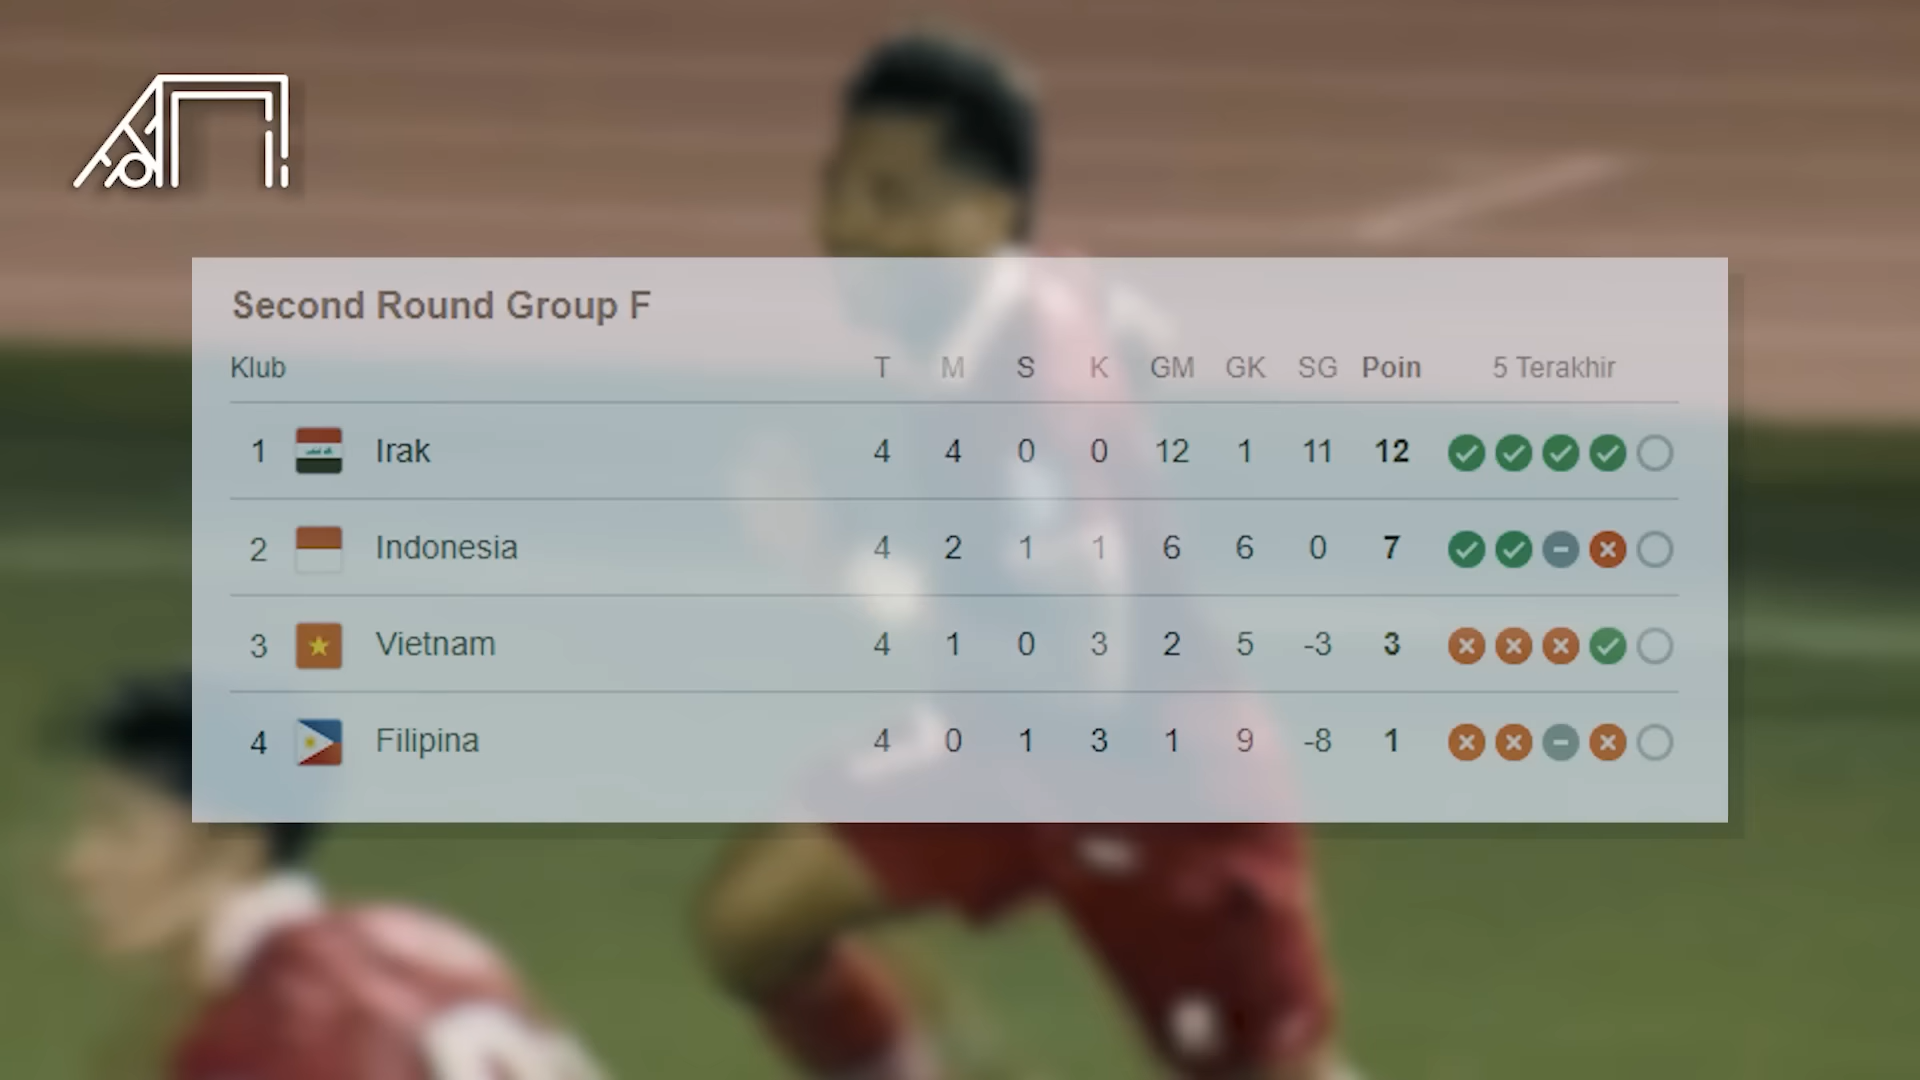 Second Round Group F
Klub T M S K GM GK SG Poin 5 Terakhir
1 Irak 4 4 0 0 12 1 11 12
2 Indonesia 4 2 1 1 6 6 0 7
3 Vietnam 4 1 0 3 2 5 -3 3
4 Filipina 4 0 1 3 1 9 -8 1